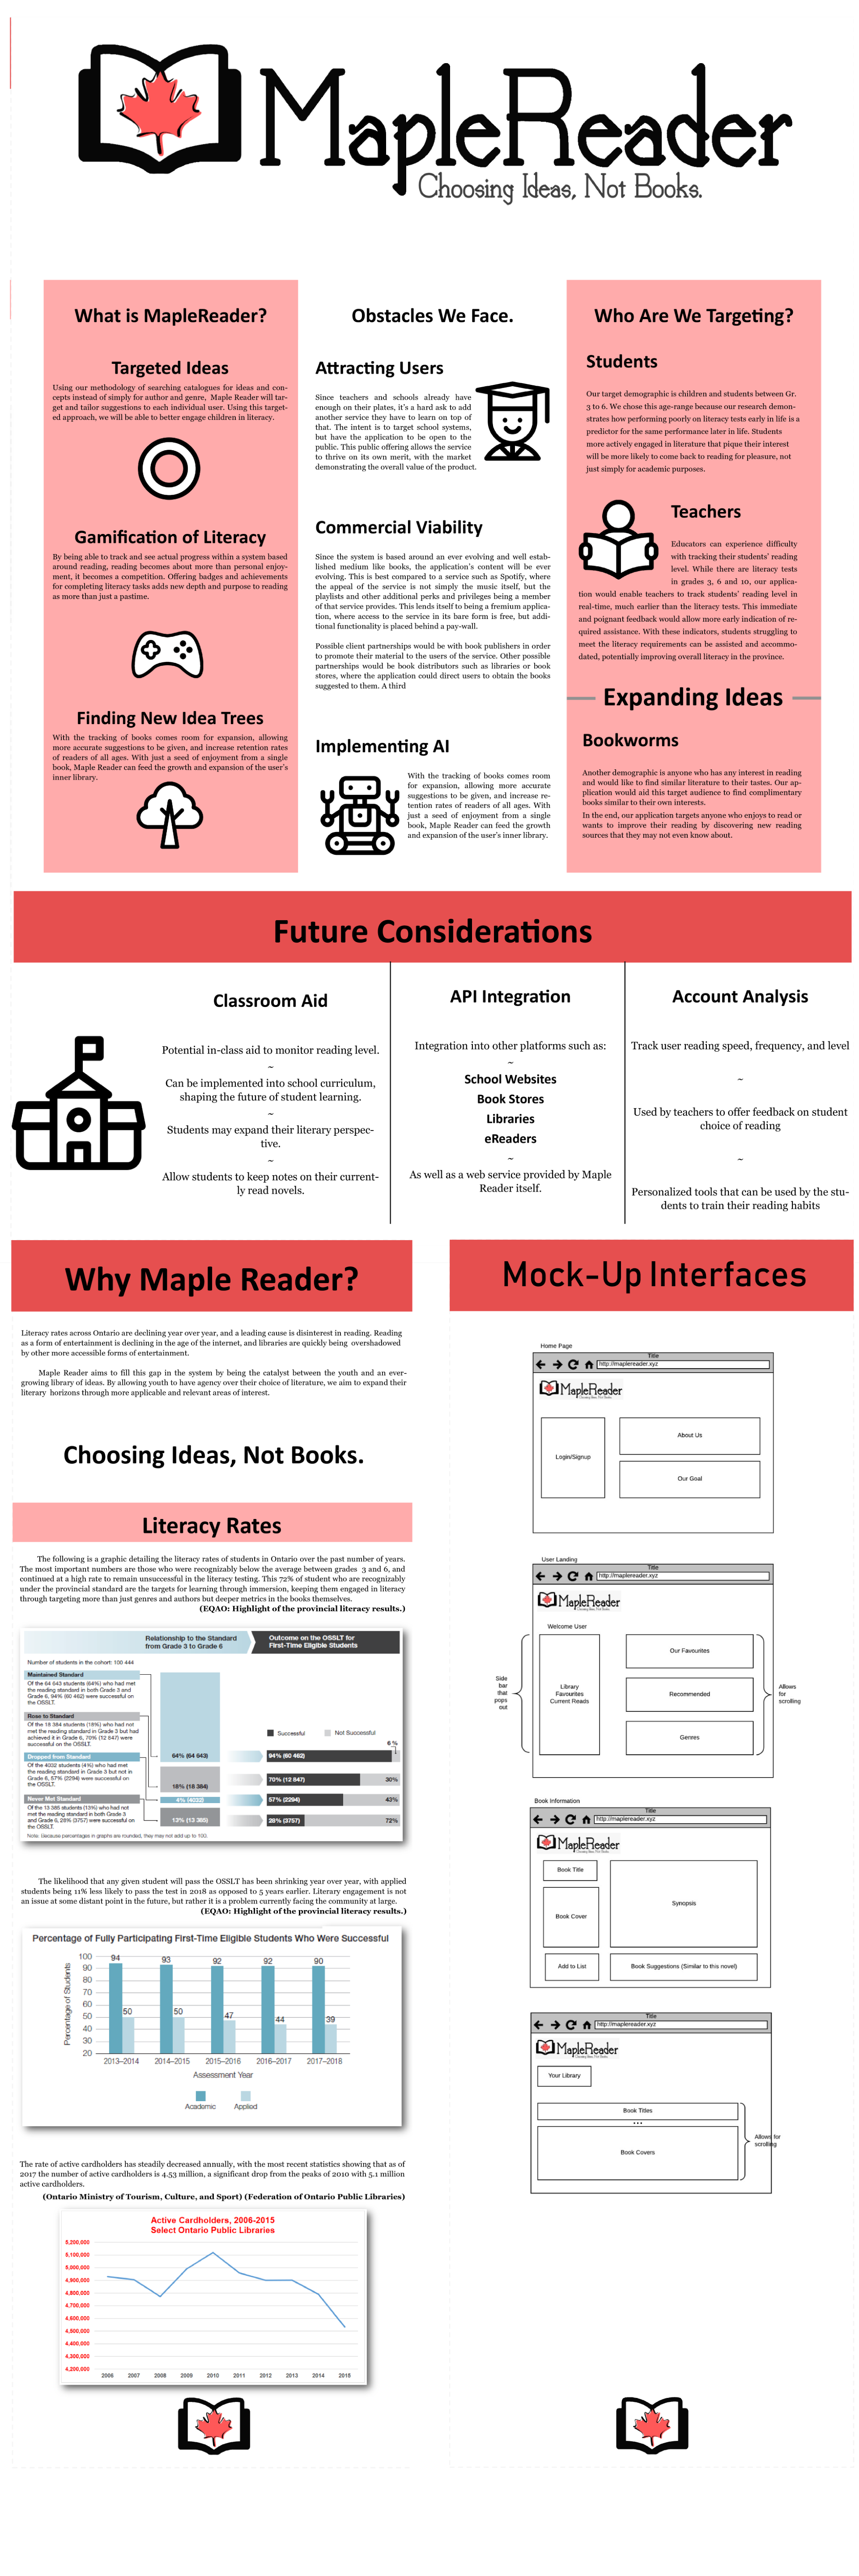 MapleReader
Choosing Ideas, Not Books.
What is MapleReader?
Targeted Ideas
Using our methodology of searching catalogues for ideas and con-
cepts instead of simply for author and genre, Maple Reader will tar-
get and tailor suggestions to each individual user. Using this target-
ed approach, we will be able to better engage children in literacy.
Gamification of Literacy
By being able to track and see actual progress within a system based
around reading, reading becomes about more than personal enjoy-
ment, it becomes a competition. Offering badges and achievements
for completing literacy tasks adds new depth and purpose to reading
as more than just a pastime.
Finding New Idea Trees
With the tracking of books comes room for expansion, allowing
more accurate suggestions to be given, and increase retention rates
of readers of all ages. With just a seed of enjoyment from a single
book, Maple Reader can feed the growth and expansion of the user's
inner library.
Obstacles We Face.
Attracting Users
Since teachers and schools already have
enough on their plates, it's a hard ask to add
another service they have to learn on top of
that. The intent is to target school systems,
but have the application to be open to the
public. This public offering allows the service
to thrive on its own merit, with the market
demonstrating the overall value of the product.
Commercial Viability
Since the system is based around an ever evolving and well estab-
lished medium like books, the application's content will be ever
evolving. This is best compared to a service such as Spotify, where
the appeal of the service is not simply the music itself, but the
playlists and other additional perks and privileges being a member
of that service provides. This lends itself to being a fremium applica-
tion, where access to the service in its bare form is free, but addi-
tional functionality is placed behind a pay-wall.
Possible client partnerships would be with book publishers in order
to promote their material to the users of the service. Other possible
partnerships would be book distributors such as libraries or book
stores, where the application could direct users to obtain the books
suggested to them. A third
Implementing AI
With the tracking of books comes room
for expansion, allowing more accurate
suggestions to be given, and increase re-
tention rates of readers of all ages. With
just a seed of enjoyment from a single
book, Maple Reader can feed the growth
and expansion of the user's inner library.
Who Are We Targeting?
Students
Our target demographic is children and students between Gr.
3 to 6. We chose this age-range because our research demon-
strates how performing poorly on literacy tests early in life is a
predictor for the same performance later in life. Students
more actively engaged in literature that pique their interest
will be more likely to come back to reading for pleasure, not
just simply for academic purposes.
Teachers
Educators can experience difficulty
with tracking their students' reading
level. While there are literacy tests
in grades 3, 6 and 10, our applica-
tion would enable teachers to track students' reading level in
real-time, much earlier than the literacy tests. This immediate
and poignant feedback would allow more early indication of re-
quired assistance. With these indicators, students struggling to
meet the literacy requirements can be assisted and accommo-
dated, potentially improving overall literacy in the province.
Expanding Ideas
Bookworms
Another demographic is anyone who has any interest in reading
and would like to find similar literature to their tastes. Our ap-
plication would aid this target audience to find complimentary
books similar to their own interests.
In the end, our application targets anyone who enjoys to read or
wants to improve their reading by discovering new reading
sources that they may not even know about.
Future Considerations
Classroom Aid
Potential in-class aid to monitor reading level.
~
Can be implemented into school curriculum,
shaping the future of student learning.
~
Students may expand their literary perspec-
tive.
~
Allow students to keep notes on their current-
ly read novels.
API Integration
Integration into other platforms such as:
~
School Websites
Book Stores
Libraries
eReaders
~
As well as a web service provided by Maple
Reader itself.
Account Analysis
Track user reading speed, frequency, and level
~
Used by teachers to offer feedback on student
choice of reading
~
Personalized tools that can be used by the stu-
dents to train their reading habits
Why Maple Reader?
Literacy rates across Ontario are declining year over year, and a leading cause is disinterest in reading. Reading
as a form of entertainment is declining in the age of the internet, and libraries are quickly being overshadowed
by other more accessible forms of entertainment.
Maple Reader aims to fill this gap in the system by being the catalyst between the youth and an ever-
growing library of ideas. By allowing youth to have agency over their choice of literature, we aim to expand their
literary horizons through more applicable and relevant areas of interest.
Choosing Ideas, Not Books.
Literacy Rates
The following is a graphic detailing the literacy rates of students in Ontario over the past number of years.
The most important numbers are those who were recognizably below the average between grades 3 and 6, and
continued at a high rate to remain unsuccessful in the literacy testing. This 72% of student who are recognizably
under the provincial standard are the targets for learning through immersion, keeping them engaged in literacy
through targeting more than just genres and authors but deeper metrics in the books themselves.
(EQAO: Highlight of the provincial literacy results.)
Relationship to the Standard
from Grade 3 to Grade 6
Outcome on the OSSLT for
First-Time Eligible Students
Number of students in the cohort: 100 444
Maintained Standard
Of the 64 643 students (64%) who had met
the reading standard in both Grade 3 and
Grade 6, 94% (60 462) were successful on
the OSSLT.
Rose to Standard
Of the 18 384 students (18%) who had not
met the reading standard in Grade 3 but had
achieved it in Grade 6, 70% (12 847) were
successful on the OSSLT.
Dropped from Standard
Of the 4032 students (4%) who had met
the reading standard in Grade 3 but not in
Grade 6, 57% (2294) were successful on
the OSSLT.
Never Met Standard
Of the 13 385 students (13%) who had not
met the reading standard in both Grade 3
and Grade 6, 28% (3757) were successful on
the OSSLT.
Note: Because percentages in graphs are rounded, they may not add up to 100.
Successful
Not Successful
6 %
64% (64 643)
94% (60 462)
18% (18 384)
70% (12 847)
30%
4% (4032)
57% (2294)
43%
13% (13 385)
28% (3757)
72%
The likelihood that any given student will pass the OSSLT has been shrinking year over year, with applied
students being 11% less likely to pass the test in 2018 as opposed to 5 years earlier. Literary engagement is not
an issue at some distant point in the future, but rather it is a problem currently facing the community at large.
(EQAO: Highlight of the provincial literacy results.)
Percentage of Fully Participating First-Time Eligible Students Who Were Successful
Percentage of Students
100
90
80
70
60
50
40
30
20
94
50
93
50
92
47
92
44
90
39
2013–2014
2014–2015
2015–2016
2016–2017
2017–2018
Assessment Year
Academic
Applied
The rate of active cardholders has steadily decreased annually, with the most recent statistics showing that as of
2017 the number of active cardholders is 4.53 million, a significant drop from the peaks of 2010 with 5.1 million
active cardholders.
(Ontario Ministry of Tourism, Culture, and Sport) (Federation of Ontario Public Libraries)
Active Cardholders, 2006-2015
Select Ontario Public Libraries
5,200,000
5,100,000
5,000,000
4,900,000
4,800,000
4,700,000
4,600,000
4,500,000
4,400,000
4,300,000
4,200,000
2006
2007
2008
2009
2010
2011
2012
2013
2014
2015
Mock-Up Interfaces
Home Page
Title
http://maplereader.xyz
MapleReader
Login/Signup
About Us
Our Goal
User Landing
Title
http://maplereader.xyz
MapleReader
Welcome User
Side
bar
that
pops
out
Library
Favourites
Current Reads
Our Favourites
Recommended
Genres
Allows
for
scrolling
Book Information
Title
http://maplereader.xyz
MapleReader
Book Title
Book Cover
Synopsis
Add to List
Book Suggestions (Similar to this novel)
Title
http://maplereader.xyz
MapleReader
Your Library
Book Titles
...
Book Covers
Allows for
scrolling